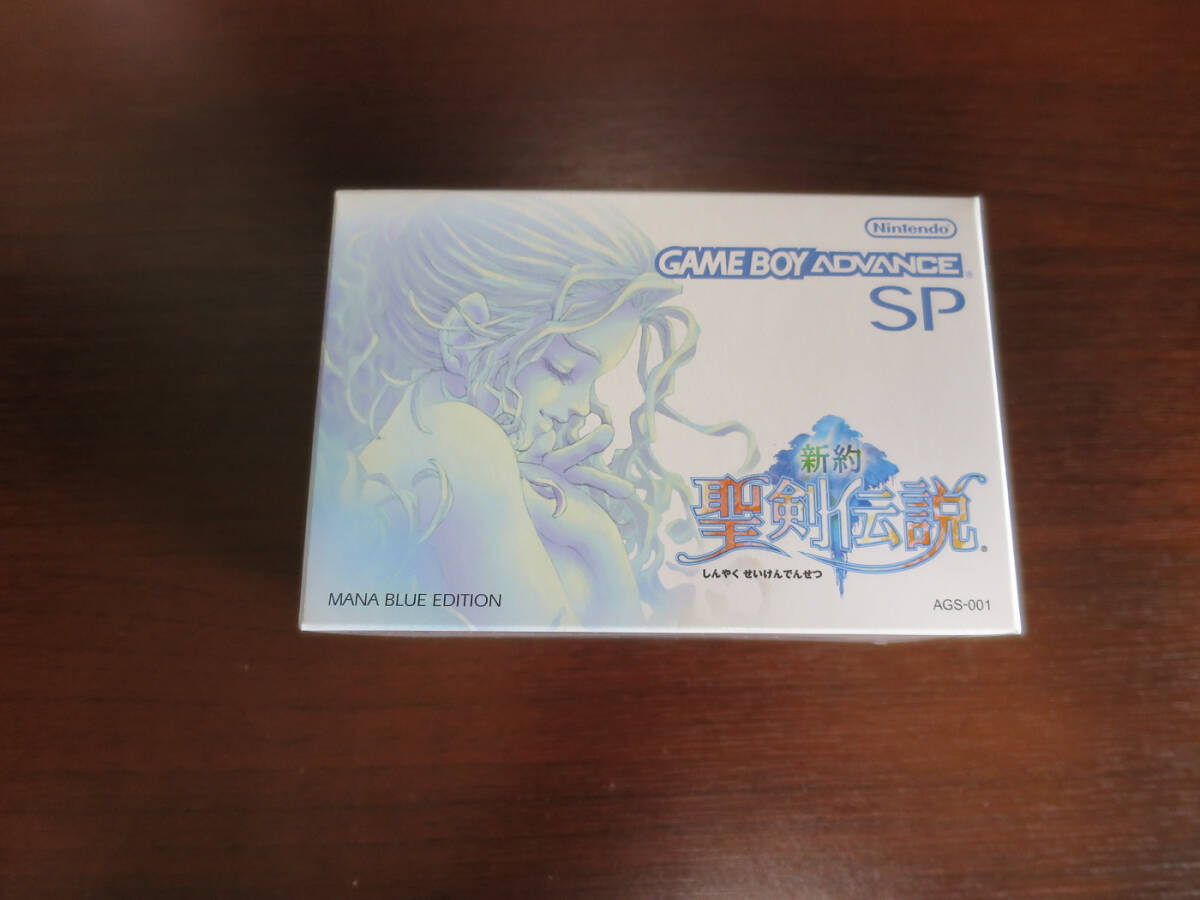 Nintendo
GAME BOY ADVANCE®
SP
新約
聖剣伝説®
しんやく せいけんでんせつ
MANA BLUE EDITION
AGS-001